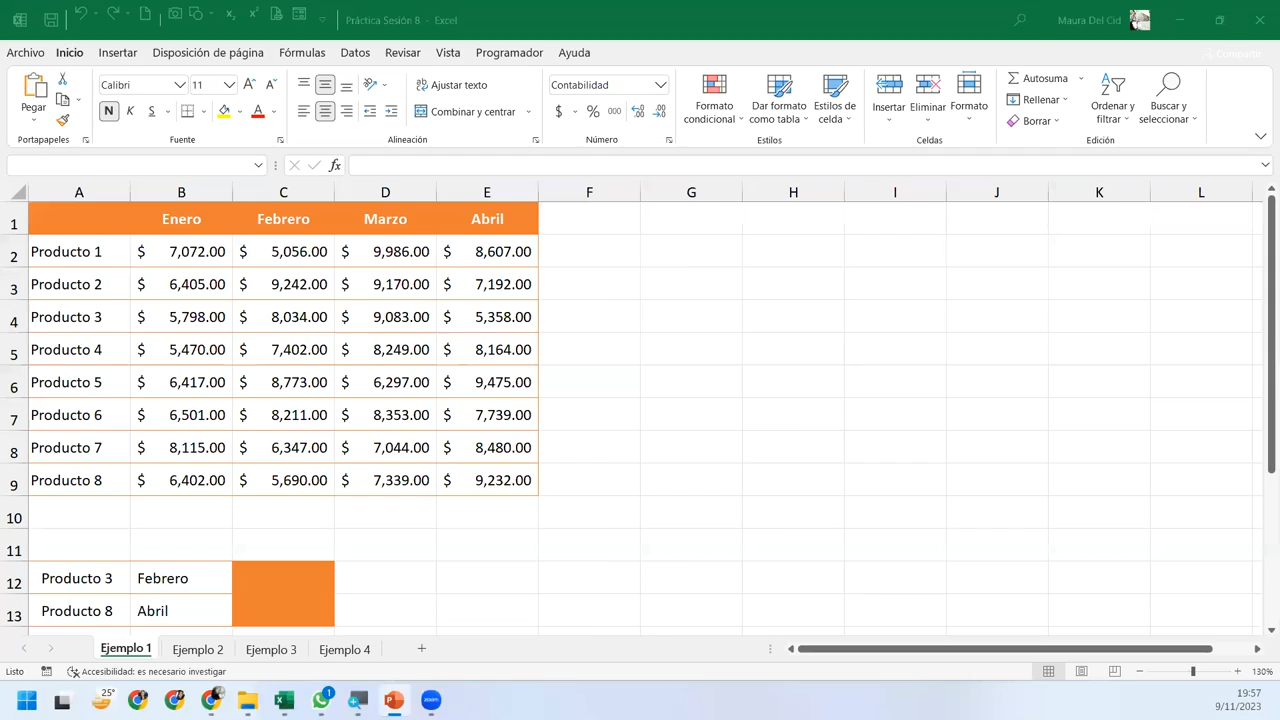 Práctica Sesión 8 - Excel
Maura Del Cid
Archivo Inicio Insertar Disposición de página Fórmulas Datos Revisar Vista Programador Ayuda
Pegar
Portapapeles
Calibri 11
N K S
Fuente
Ajustar texto
Combinar y centrar
Alineación
Contabilidad
$ % 000
Número
Formato condicional
Dar formato como tabla
Estilos de celda
Estilos
Insertar Eliminar Formato
Celdas
Autosuma
Rellenar
Borrar
Ordenar y filtrar
Buscar y seleccionar
Edición
fx
A B C D E F G H I J K L
1 Enero Febrero Marzo Abril
2 Producto 1 $ 7,072.00 $ 5,056.00 $ 9,986.00 $ 8,607.00
3 Producto 2 $ 6,405.00 $ 9,242.00 $ 9,170.00 $ 7,192.00
4 Producto 3 $ 5,798.00 $ 8,034.00 $ 9,083.00 $ 5,358.00
5 Producto 4 $ 5,470.00 $ 7,402.00 $ 8,249.00 $ 8,164.00
6 Producto 5 $ 6,417.00 $ 8,773.00 $ 6,297.00 $ 9,475.00
7 Producto 6 $ 6,501.00 $ 8,211.00 $ 8,353.00 $ 7,739.00
8 Producto 7 $ 8,115.00 $ 6,347.00 $ 7,044.00 $ 8,480.00
9 Producto 8 $ 6,402.00 $ 5,690.00 $ 7,339.00 $ 9,232.00
10
11
12 Producto 3 Febrero
13 Producto 8 Abril
Ejemplo 1 Ejemplo 2 Ejemplo 3 Ejemplo 4
Listo Accesibilidad: es necesario investigar 130%
25° 1 zoom 19:57
9/11/2023